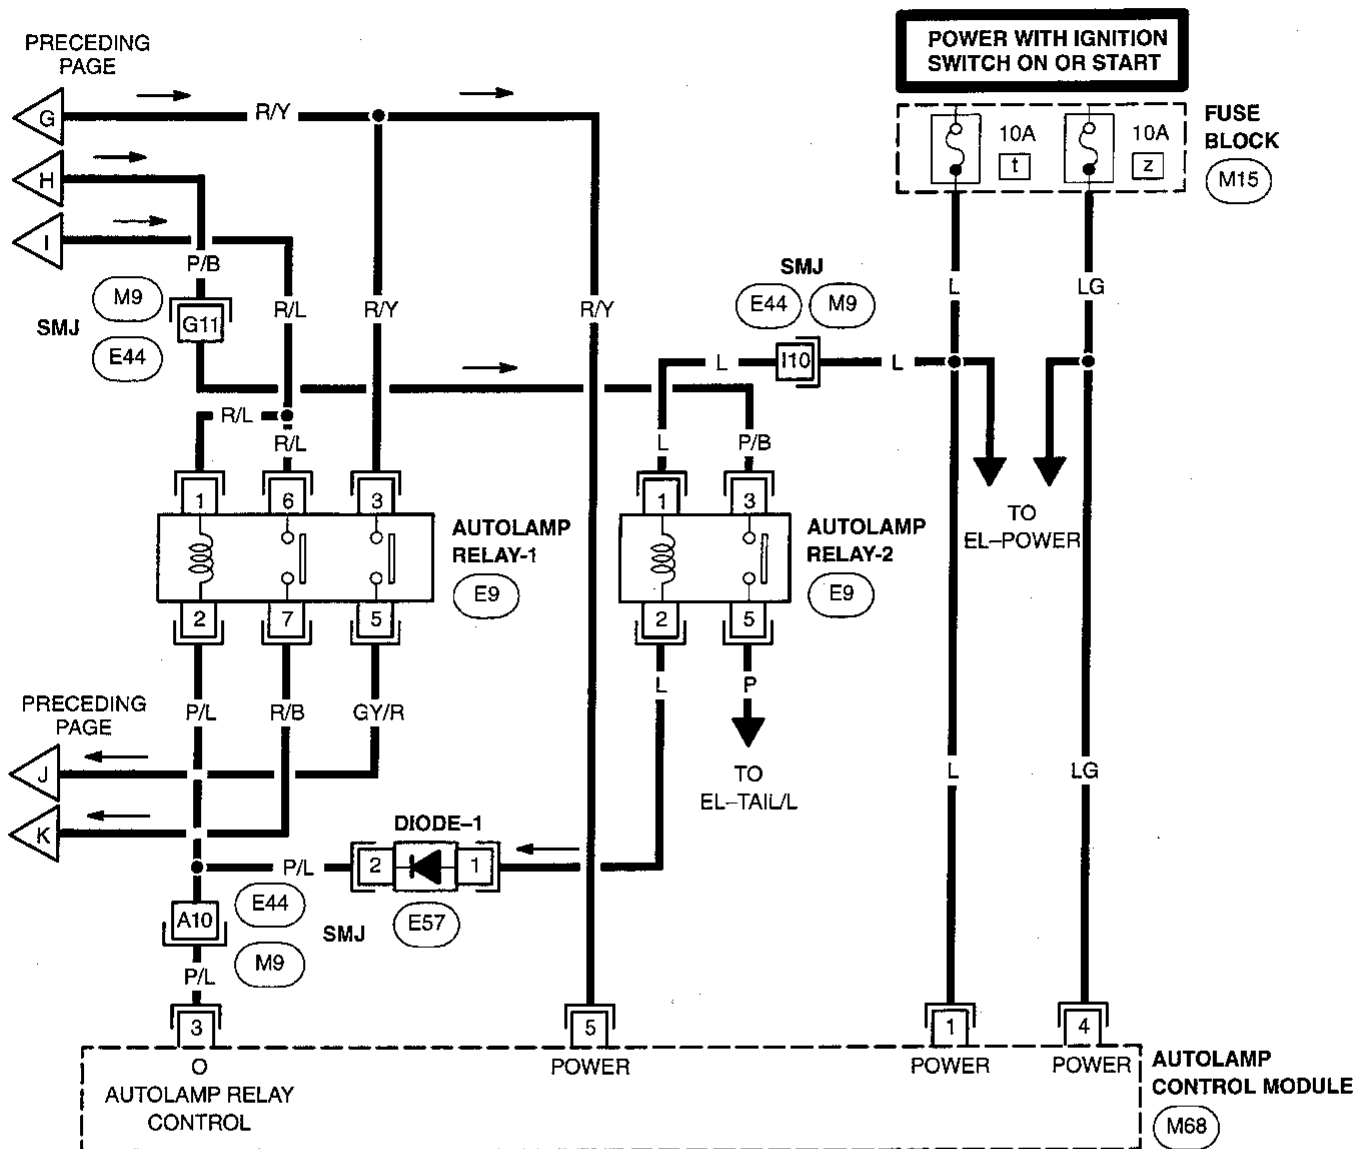 PRECEDING
PAGE
POWER WITH IGNITION
SWITCH ON OR START
G
R/Y
H
I
10A
t
10A
z
FUSE
BLOCK
M15
P/B
M9
SMJ
G11
E44
R/L
R/Y
R/Y
SMJ
E44
M9
L
I10
L
L
LG
R/L
R/L
L
P/B
TO
EL-POWER
1
6
3
AUTOLAMP
RELAY-1
E9
2
7
5
1
3
AUTOLAMP
RELAY-2
E9
2
5
PRECEDING
PAGE
P/L
R/B
GY/R
L
P
J
TO
EL-TAIL/L
L
LG
K
DIODE-1
P/L
2
1
E44
A10
SMJ
E57
M9
P/L
3
5
1
4
O
AUTOLAMP RELAY
CONTROL
POWER
POWER
POWER
AUTOLAMP
CONTROL MODULE
M68